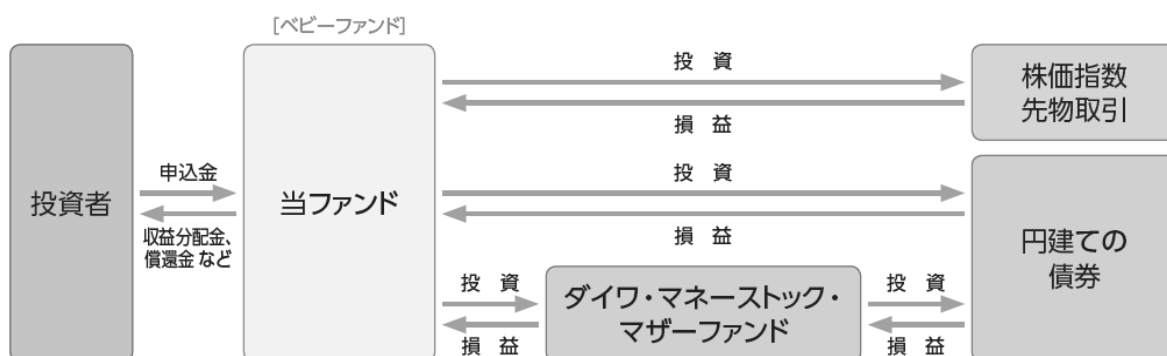 [ベビーファンド]
投資者
申込金
収益分配金、
償還金 など
当ファンド
投 資
損 益
株価指数
先物取引
投 資
損 益
円建ての
債券
投 資
損 益
ダイワ・マネーストック・
マザーファンド
投 資
損 益